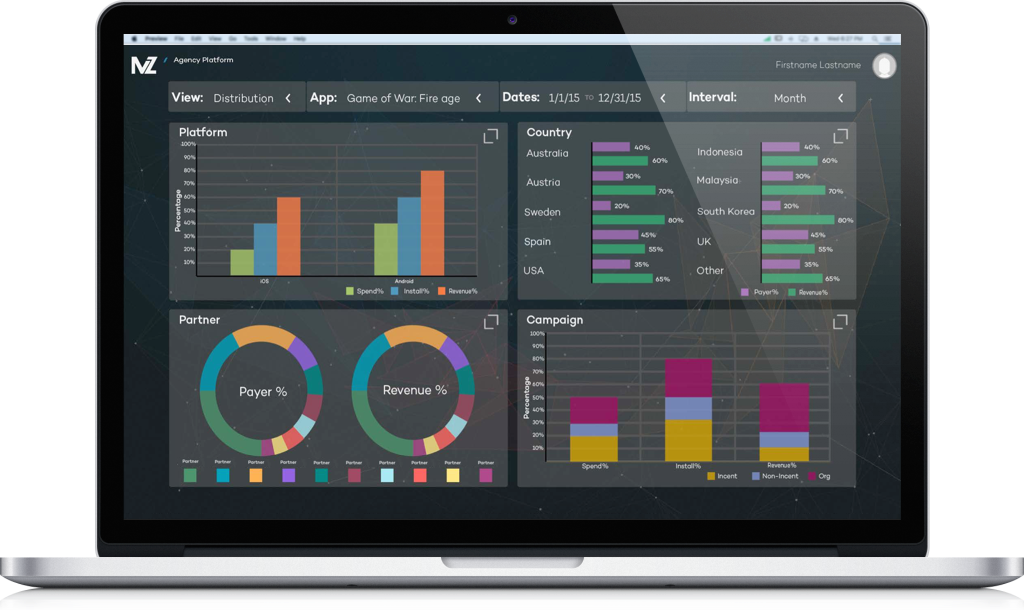 Preview File Edit View Go Tools Window Help
MZ / Agency Platform
Firstname Lastname
View: Distribution
App: Game of War: Fire age
Dates: 1/1/15 TO 12/31/15
Interval: Month
Platform
100%
90%
80%
70%
60%
50%
40%
30%
20%
10%
Percentage
iOS
Android
Spend% Install% Revenue%
Country
Australia 40% 60%
Austria 30% 70%
Sweden 20% 80%
Spain 45% 55%
USA 35% 65%
Indonesia 40% 60%
Malaysia 30% 70%
South Korea 20% 80%
UK 45% 55%
Other 35% 65%
Payer% Revenue%
Partner
Payer %
Revenue %
Partner Partner Partner Partner Partner Partner Partner Partner Partner Partner
Campaign
100%
90%
80%
70%
60%
50%
40%
30%
20%
10%
Percentage
Spend% Install% Revenue%
Incent Non-Incent Org